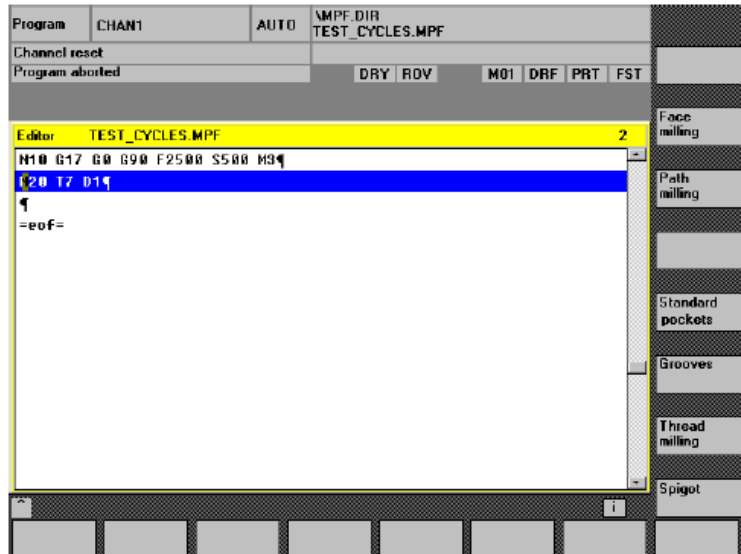 Program CHAN1 AUTO \MPF.DIR
TEST_CYCLES.MPF
Channel reset
Program aborted DRY ROV M01 DRF PRT FST
Editor TEST_CYCLES.MPF 2
N10 G17 G0 G90 F2500 S500 M3¶
N20 T7 D1¶
¶
=eof=
Face
milling
Path
milling
Standard
pockets
Grooves
Thread
milling
Spigot
^
i